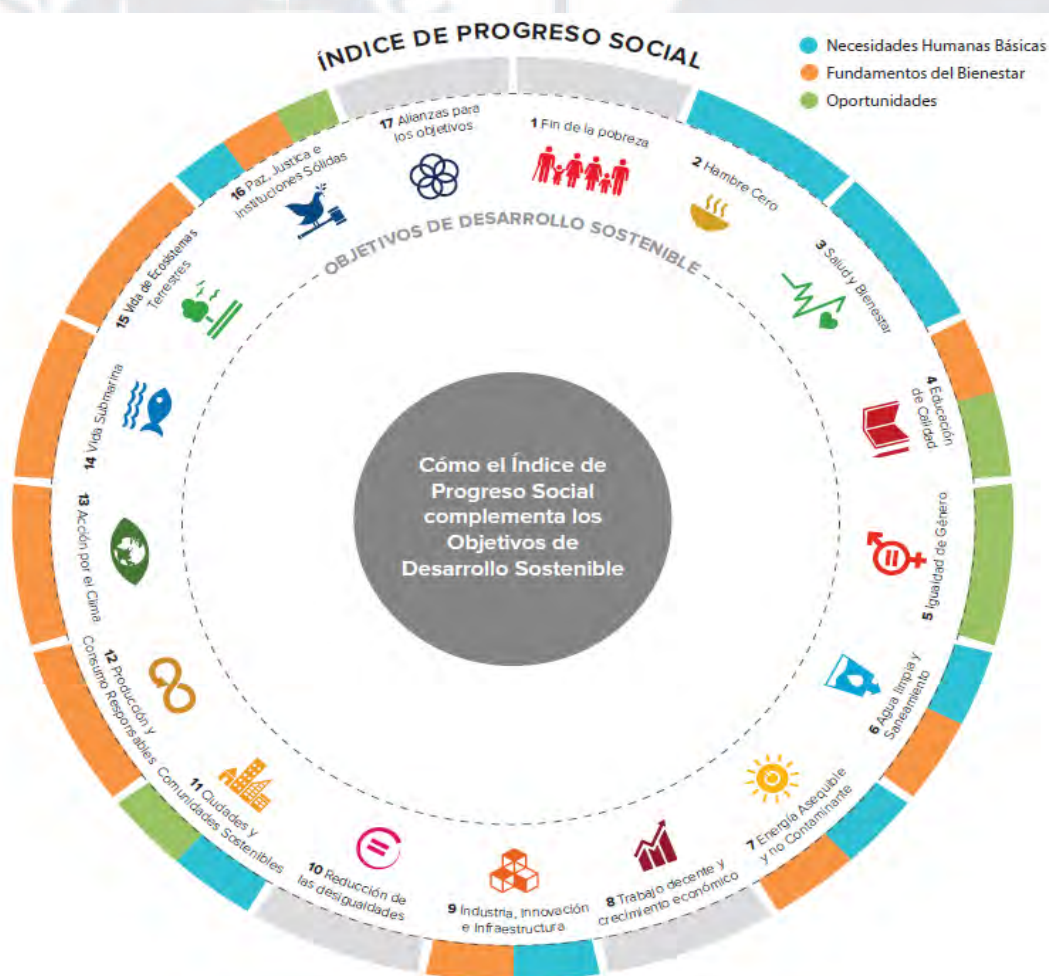 ÍNDICE DE PROGRESO SOCIAL
Necesidades Humanas Básicas
Fundamentos del Bienestar
Oportunidades
1 Fin de la pobreza
2 Hambre Cero
3 Salud y Bienestar
4 Educación
de Calidad
5 Igualdad de Género
6 Agua limpia y
Saneamiento
7 Energía Asequible
y no Contaminante
8 Trabajo decente y
crecimiento económico
9 Industria, Innovación
e Infraestructura
10 Reducción de
las desigualdades
11 Ciudades y
Comunidades Sostenibles
12 Producción y
Consumo Responsables
13 Acción por el Clima
14 Vida Submarina
15 Vida de Ecosistemas
Terrestres
16 Paz, Justica e
Instituciones Sólidas
17 Alianzas para
los objetivos
OBJETIVOS DE DESARROLLO SOSTENIBLE
Cómo el Índice de
Progreso Social
complementa los
Objetivos de
Desarrollo Sostenible